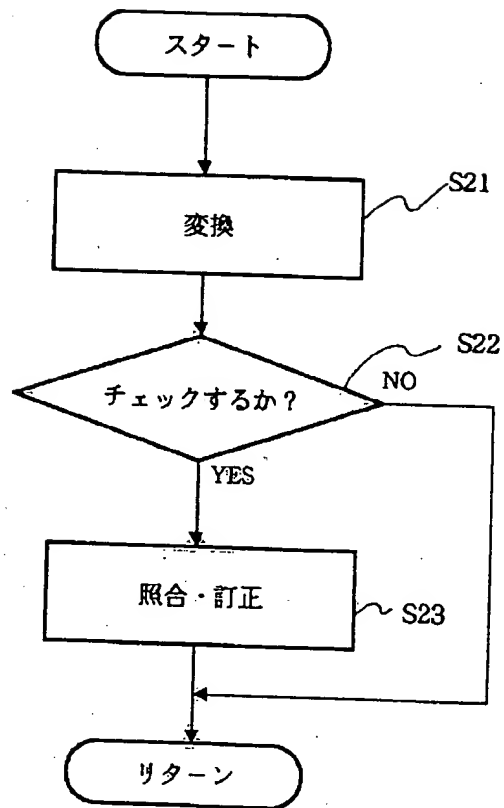 スタート
S21
変換
S22
チェックするか？
NO
YES
照合・訂正
S23
リターン